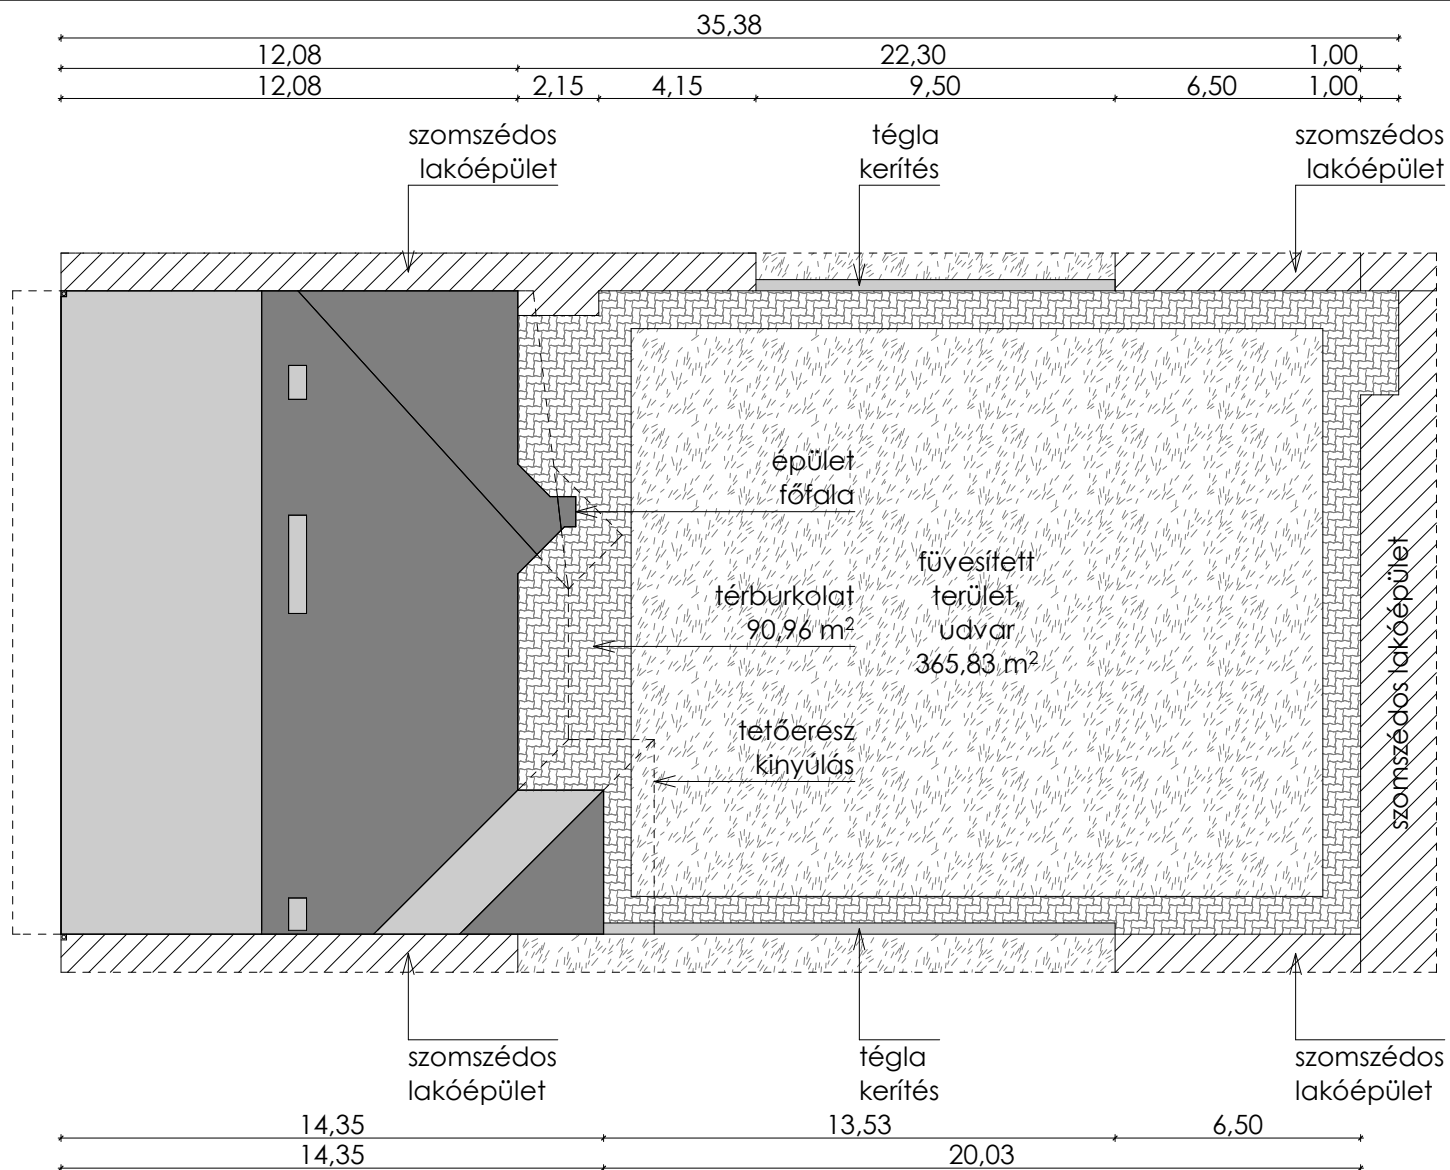 35,38
12,08 22,30 1,00
12,08 2,15 4,15 9,50 6,50 1,00
szomszédos
lakóépület
tégla
kerítés
szomszédos
lakóépület
épület
főfala
füvesített
terület,
udvar
365,83 m²
térburkolat
90,96 m²
tetőeresz
kinyúlás
szomszédos lakóépület
szomszédos
lakóépület
tégla
kerítés
szomszédos
lakóépület
14,35 13,53 6,50
14,35 20,03